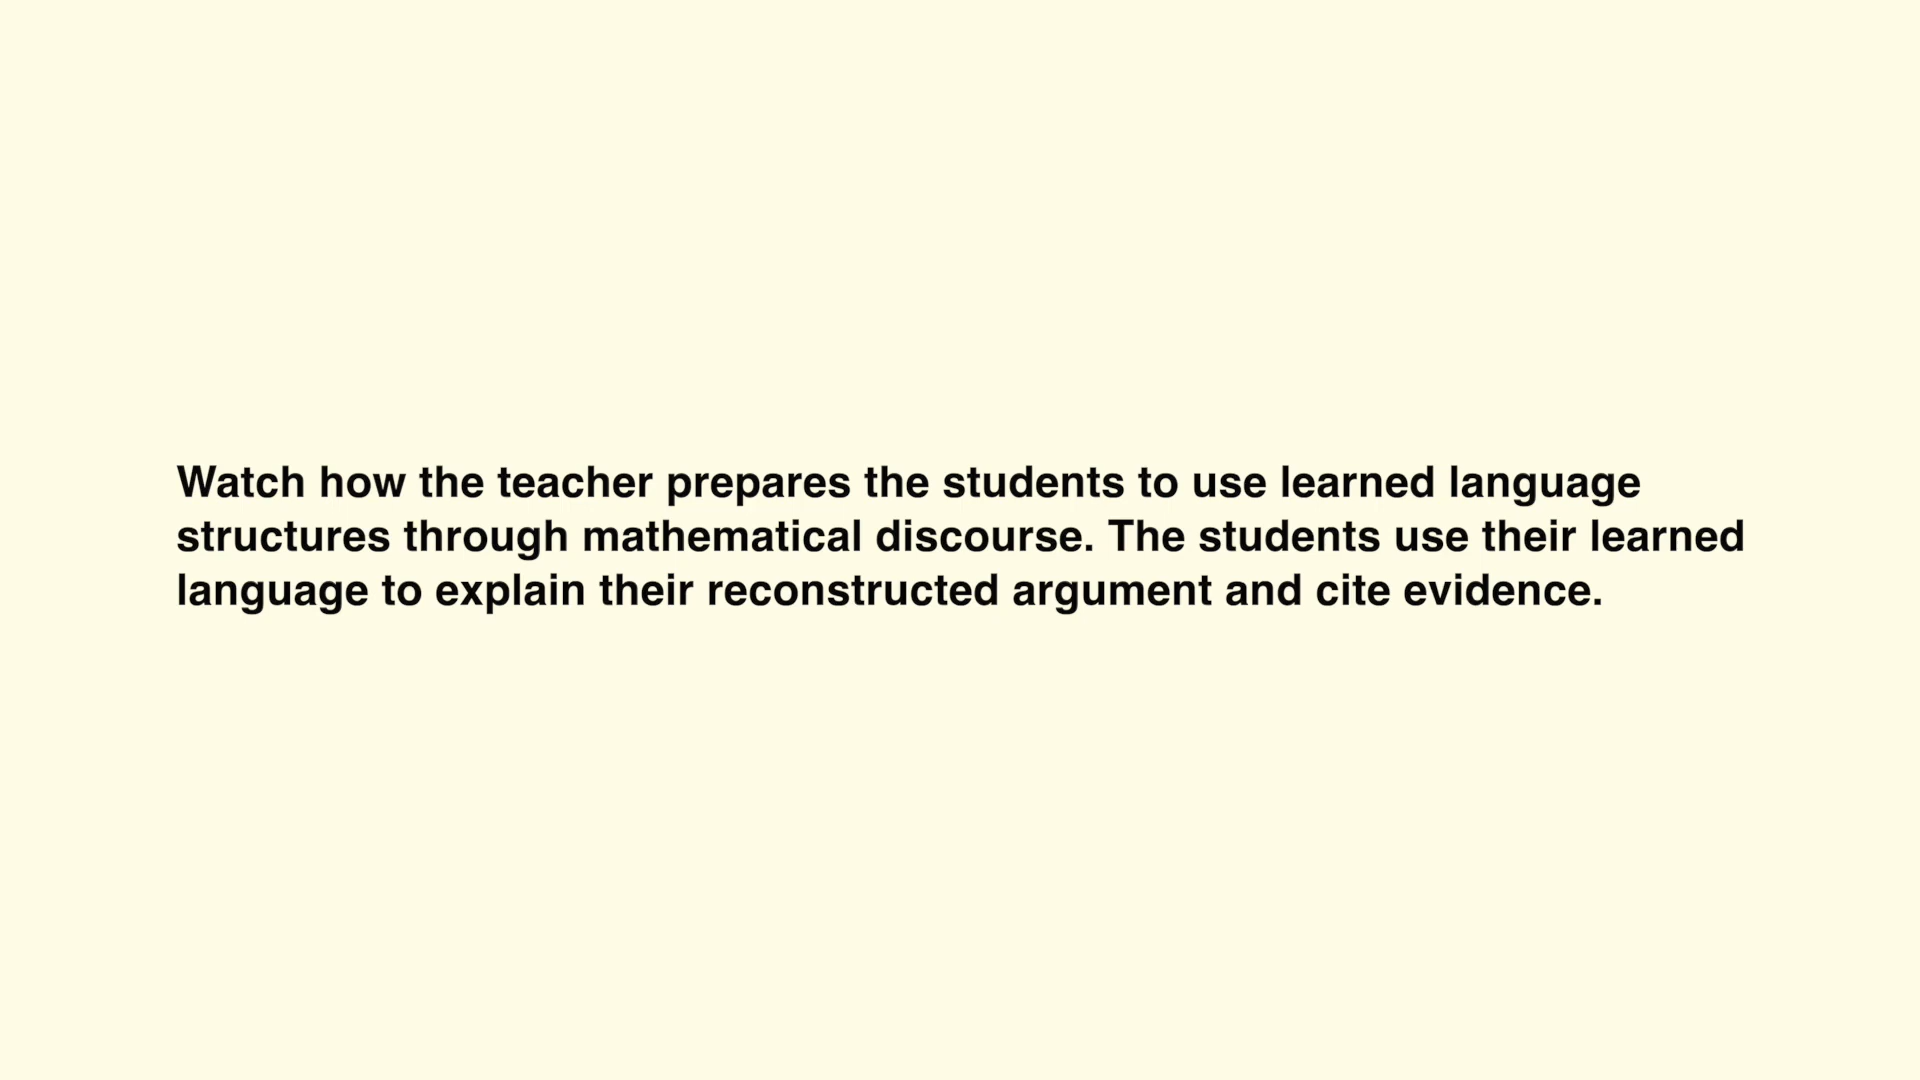 Watch how the teacher prepares the students to use learned language
structures through mathematical discourse. The students use their learned
language to explain their reconstructed argument and cite evidence.